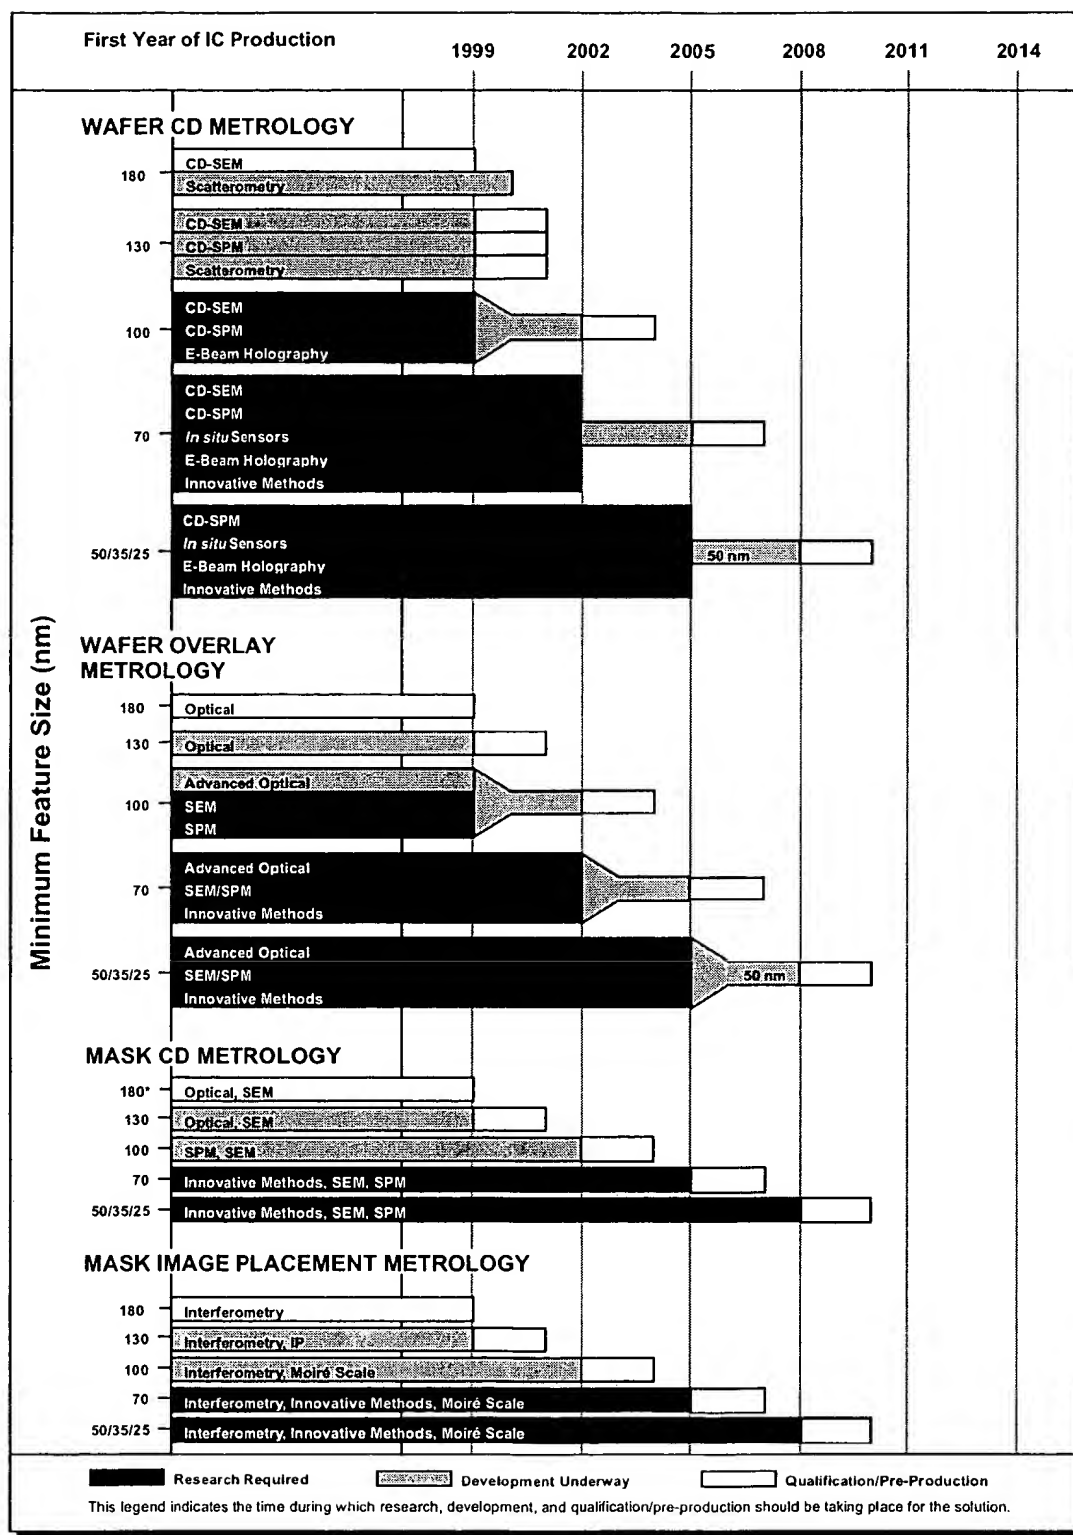 First Year of IC Production
1999 2002 2005 2008 2011 2014
Minimum Feature Size (nm)
WAFER CD METROLOGY
180
CD-SEM
Scatterometry
130
CD-SEM
CD-SPM
Scatterometry
100
CD-SEM
CD-SPM
E-Beam Holography
70
CD-SEM
CD-SPM
In situ Sensors
E-Beam Holography
Innovative Methods
50/35/25
CD-SPM
In situ Sensors
E-Beam Holography
Innovative Methods
50 nm
WAFER OVERLAY
METROLOGY
180 Optical
130 Optical
100
Advanced Optical
SEM
SPM
70
Advanced Optical
SEM/SPM
Innovative Methods
50/35/25
Advanced Optical
SEM/SPM
Innovative Methods
50 nm
MASK CD METROLOGY
180* Optical, SEM
130 Optical, SEM
100 SPM, SEM
70 Innovative Methods, SEM, SPM
50/35/25 Innovative Methods, SEM, SPM
MASK IMAGE PLACEMENT METROLOGY
180 Interferometry
130 Interferometry, IP
100 Interferometry, Moiré Scale
70 Interferometry, Innovative Methods, Moiré Scale
50/35/25 Interferometry, Innovative Methods, Moiré Scale
Research Required Development Underway Qualification/Pre-Production
This legend indicates the time during which research, development, and qualification/pre-production should be taking place for the solution.